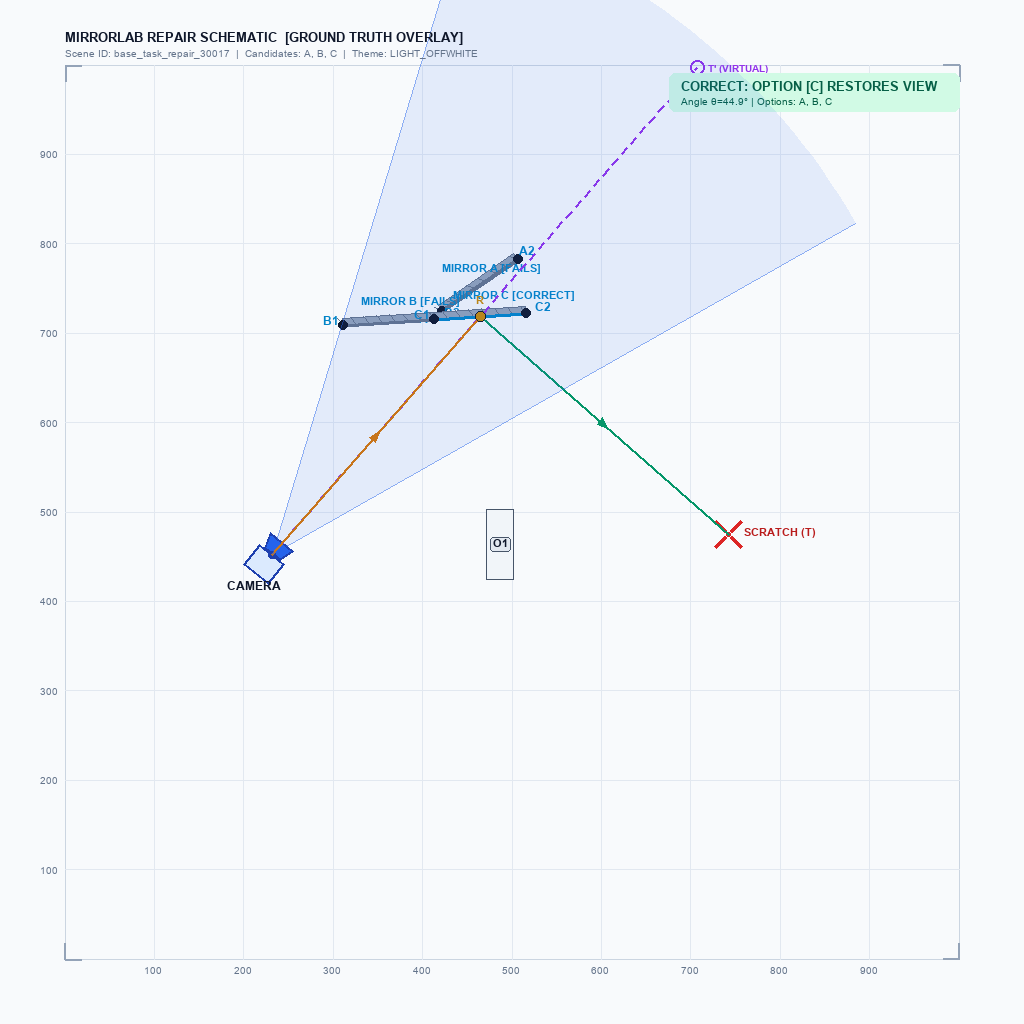 MIRRORLAB REPAIR SCHEMATIC  [GROUND TRUTH OVERLAY]
Scene ID: base_task_repair_30017  |  Candidates: A, B, C  |  Theme: LIGHT_OFFWHITE
T' (VIRTUAL)
CORRECT: OPTION [C] RESTORES VIEW
Angle θ=44.9° | Options: A, B, C
900
800
A2
MIRROR A [FAILS]
MIRROR C [CORRECT]
MIRROR B [FAILS]
R
C2
C1
B1
700
600
500
SCRATCH (T)
O1
CAMERA
400
300
200
100
100 200 300 400 500 600 700 800 900